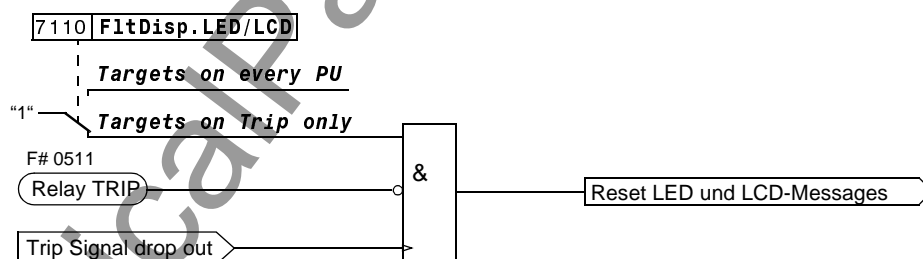 7110 FltDisp.LED/LCD
Targets on every PU
"1"
Targets on Trip only
F# 0511
Relay TRIP
&
Reset LED und LCD-Messages
Trip Signal drop out